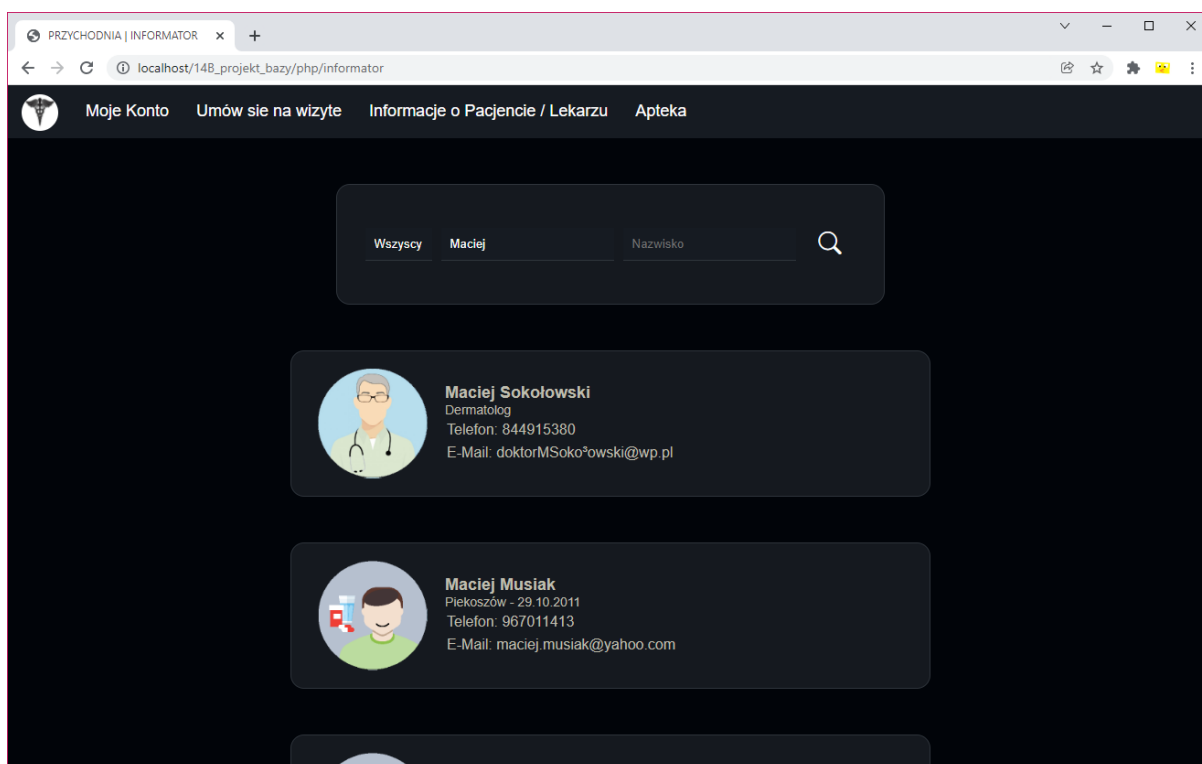 PRZYCHODNIA | INFORMATOR
localhost/14B_projekt_bazy/php/informator
Moje Konto Umów sie na wizyte Informacje o Pacjencie / Lekarzu Apteka
Wszyscy Maciej Nazwisko
Maciej Sokołowski
Dermatolog
Telefon: 844915380
E-Mail: doktorMSoko³owski@wp.pl
Maciej Musiak
Piekoszów - 29.10.2011
Telefon: 967011413
E-Mail: maciej.musiak@yahoo.com